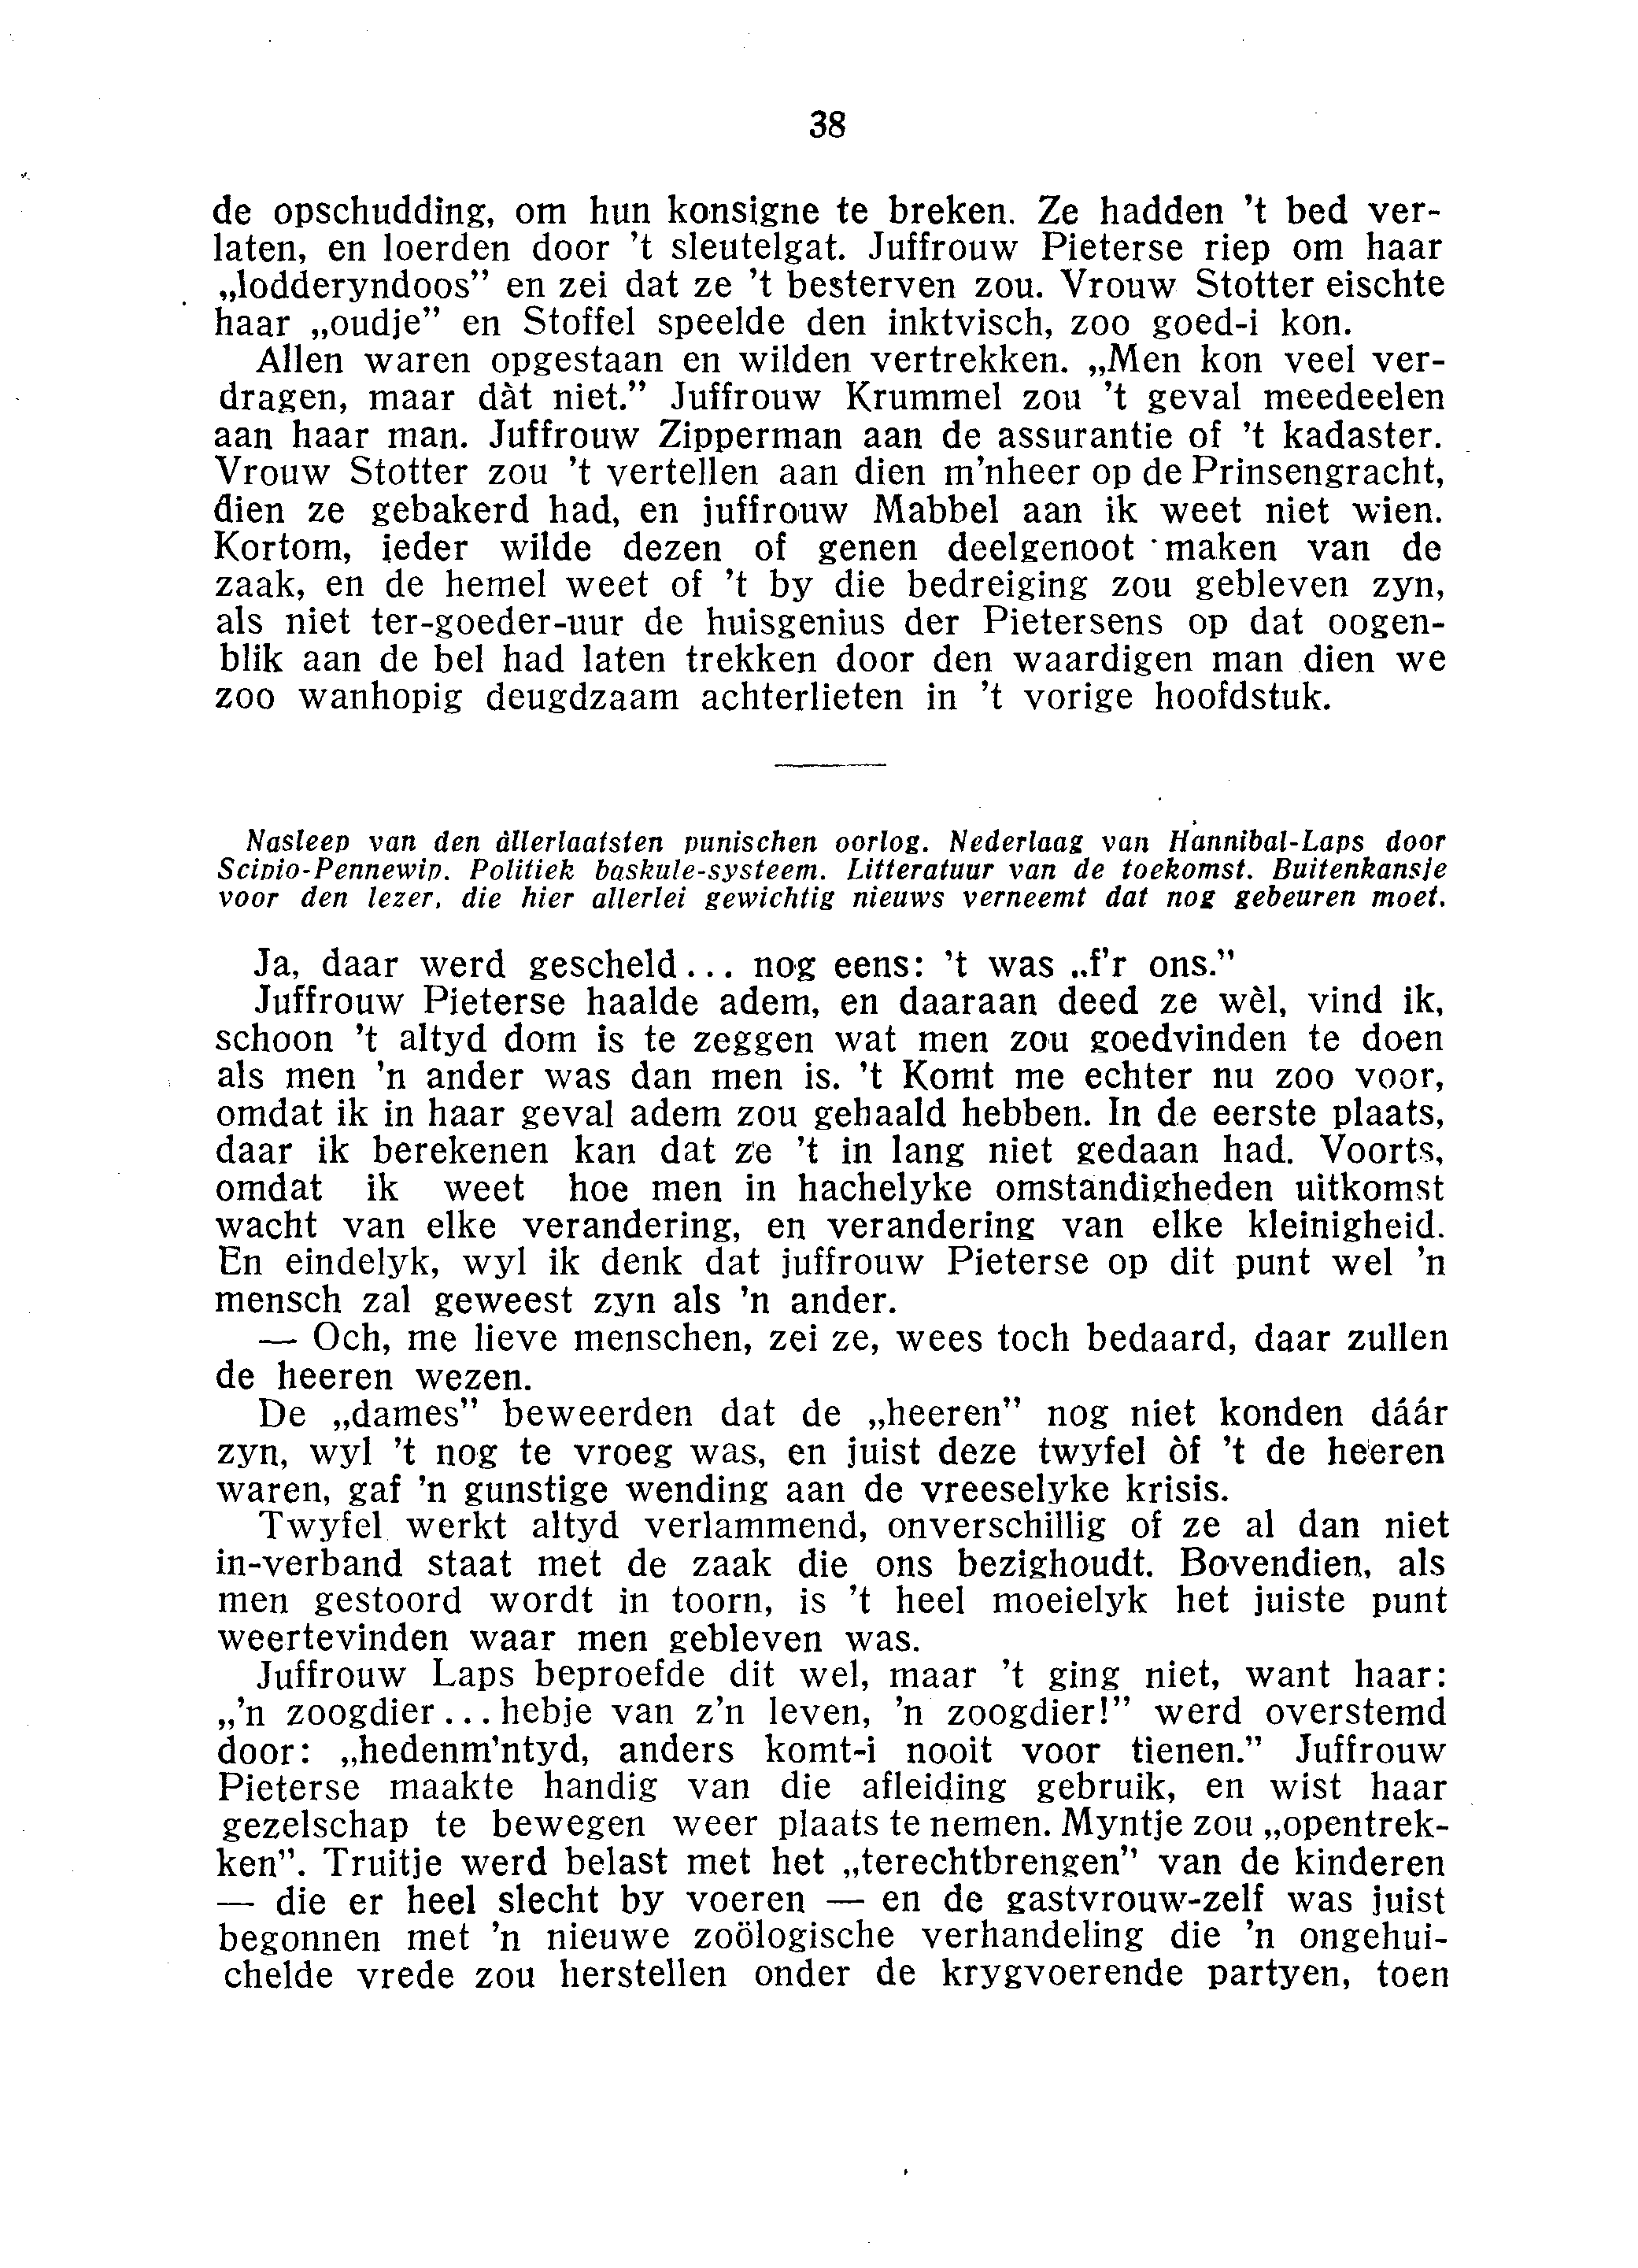 38
de opschudding, om hun konsigne te breken. Ze hadden 't bed ver-
laten, en loerden door 't sleutelgat. Juffrouw Pieterse riep om haar
„lodderyndoos” en zei dat ze 't besterven zou. Vrouw Stotter eischte
haar „oudje” en Stoffel speelde den inktvisch, zoo goed-i kon.
Allen waren opgestaan en wilden vertrekken. „Men kon veel ver-
dragen, maar dàt niet.” Juffrouw Krummel zou 't geval meedeelen
aan haar man. Juffrouw Zipperman aan de assurantie of 't kadaster.
Vrouw Stotter zou 't vertellen aan dien m'nheer op de Prinsengracht,
dien ze gebakerd had, en juffrouw Mabbel aan ik weet niet wien.
Kortom, ieder wilde dezen of genen deelgenoot maken van de
zaak, en de hemel weet of 't by die bedreiging zou gebleven zyn,
als niet ter-goeder-uur de huisgenius der Pietersens op dat oogen-
blik aan de bel had laten trekken door den waardigen man dien we
zoo wanhopig deugdzaam achterlieten in 't vorige hoofdstuk.
Nasleep van den àllerlaatsten punischen oorlog. Nederlaag van Hannibal-Laps door
Scipio-Pennewip. Politiek baskule-systeem. Litteratuur van de toekomst. Buitenkansje
voor den lezer, die hier allerlei gewichtig nieuws verneemt dat nog gebeuren moet.
Ja, daar werd gescheld... nog eens: 't was „f'r ons.”
Juffrouw Pieterse haalde adem, en daaraan deed ze wèl, vind ik,
schoon 't altyd dom is te zeggen wat men zou goedvinden te doen
als men 'n ander was dan men is. 't Komt me echter nu zoo voor,
omdat ik in haar geval adem zou gehaald hebben. In de eerste plaats,
daar ik berekenen kan dat ze 't in lang niet gedaan had. Voorts,
omdat ik weet hoe men in hachelyke omstandigheden uitkomst
wacht van elke verandering, en verandering van elke kleinigheid.
En eindelyk, wyl ik denk dat juffrouw Pieterse op dit punt wel 'n
mensch zal geweest zyn als 'n ander.
— Och, me lieve menschen, zei ze, wees toch bedaard, daar zullen
de heeren wezen.
De „dames” beweerden dat de „heeren” nog niet konden dáár
zyn, wyl 't nog te vroeg was, en juist deze twyfel òf 't de heeren
waren, gaf 'n gunstige wending aan de vreeselyke krisis.
Twyfel werkt altyd verlammend, onverschillig of ze al dan niet
in-verband staat met de zaak die ons bezighoudt. Bovendien, als
men gestoord wordt in toorn, is 't heel moeielyk het juiste punt
weertevinden waar men gebleven was.
Juffrouw Laps beproefde dit wel, maar 't ging niet, want haar:
„'n zoogdier... hebje van z'n leven, 'n zoogdier!” werd overstemd
door: „hedenm'ntyd, anders komt-i nooit voor tienen.” Juffrouw
Pieterse maakte handig van die afleiding gebruik, en wist haar
gezelschap te bewegen weer plaats te nemen. Myntje zou „opentrek-
ken”. Truitje werd belast met het „terechtbrengen” van de kinderen
— die er heel slecht by voeren — en de gastvrouw-zelf was juist
begonnen met 'n nieuwe zoölogische verhandeling die 'n ongehui-
chelde vrede zou herstellen onder de krygvoerende partyen, toen